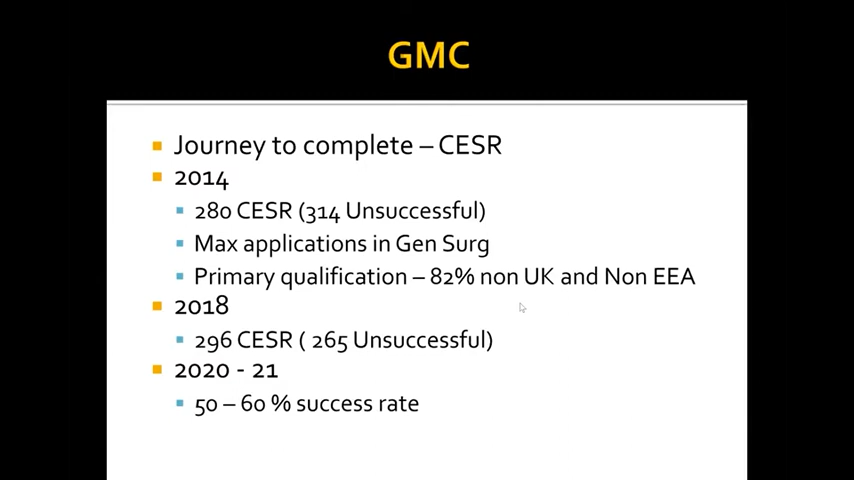 GMC
Journey to complete – CESR
2014
280 CESR (314 Unsuccessful)
Max applications in Gen Surg
Primary qualification – 82% non UK and Non EEA
2018
296 CESR ( 265 Unsuccessful)
2020 - 21
50 – 60 % success rate